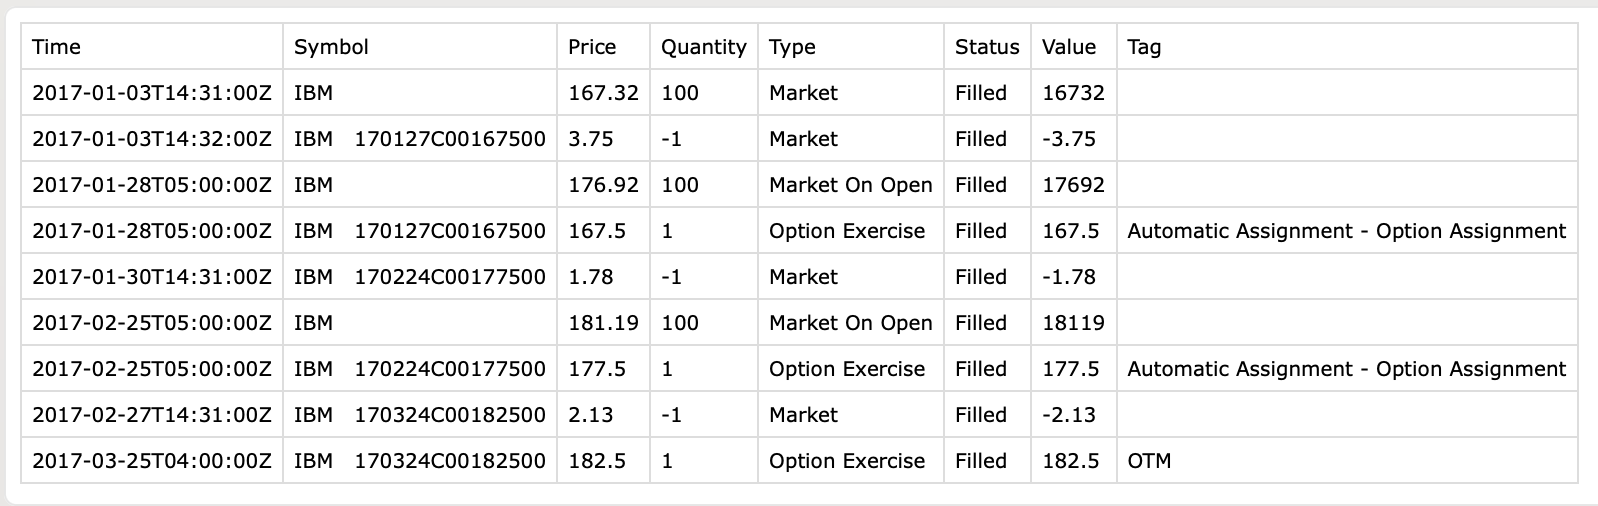 Time Symbol Price Quantity Type Status Value Tag
2017-01-03T14:31:00Z IBM 167.32 100 Market Filled 16732
2017-01-03T14:32:00Z IBM 170127C00167500 3.75 -1 Market Filled -3.75
2017-01-28T05:00:00Z IBM 176.92 100 Market On Open Filled 17692
2017-01-28T05:00:00Z IBM 170127C00167500 167.5 1 Option Exercise Filled 167.5 Automatic Assignment - Option Assignment
2017-01-30T14:31:00Z IBM 170224C00177500 1.78 -1 Market Filled -1.78
2017-02-25T05:00:00Z IBM 181.19 100 Market On Open Filled 18119
2017-02-25T05:00:00Z IBM 170224C00177500 177.5 1 Option Exercise Filled 177.5 Automatic Assignment - Option Assignment
2017-02-27T14:31:00Z IBM 170324C00182500 2.13 -1 Market Filled -2.13
2017-03-25T04:00:00Z IBM 170324C00182500 182.5 1 Option Exercise Filled 182.5 OTM